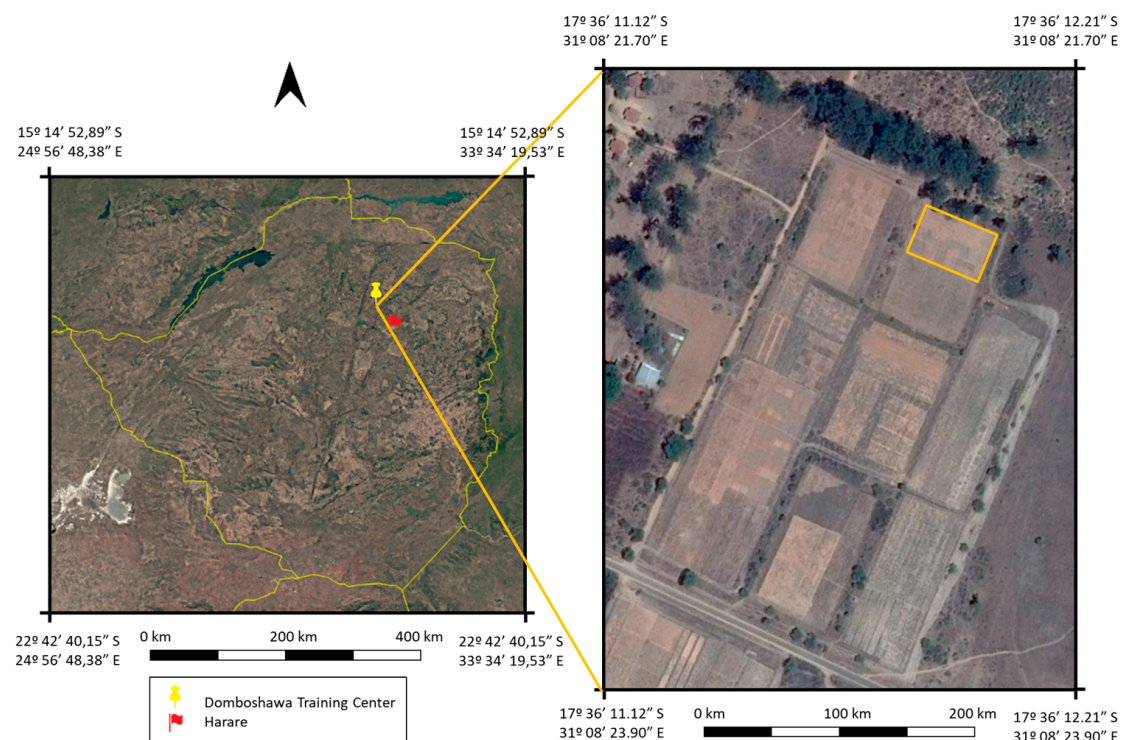 17º 36’ 11.12” S
31º 08’ 21.70” E
17º 36’ 12.21” S
31º 08’ 21.70” E
15º 14’ 52,89” S
24º 56’ 48,38” E
15º 14’ 52,89” S
33º 34’ 19,53” E
22º 42’ 40,15” S
24º 56’ 48,38” E
0 km 200 km 400 km
22º 42’ 40,15” S
33º 34’ 19,53” E
Domboshawa Training Center
Harare
17º 36’ 11.12” S
31º 08’ 23.90” E
0 km 100 km 200 km
17º 36’ 12.21” S
31º 08’ 23.90” E